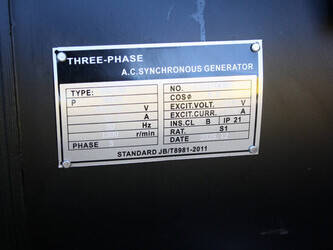 THREE-PHASE
A.C.SYNCHRONOUS GENERATOR
TYPE: NO.
P COSΦ
V EXCIT.VOLT. V
A EXCIT.CURR. A
Hz INS.CL B IP 21
r/min RAT. S1
PHASE 3 DATE
STANDARD JB/T8981-2011